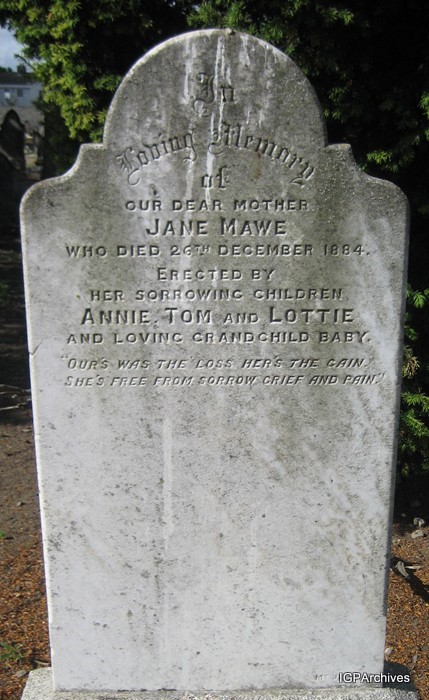 In
Loving Memory
of
OUR DEAR MOTHER
JANE MAWE
WHO DIED 26TH DECEMBER 1884.
ERECTED BY
HER SORROWING CHILDREN
ANNIE, TOM AND LOTTIE
AND LOVING GRANDCHILD BABY.
"OUR'S WAS THE LOSS HER'S THE GAIN.
SHE'S FREE FROM SORROW GRIEF AND PAIN."
IGPArchives